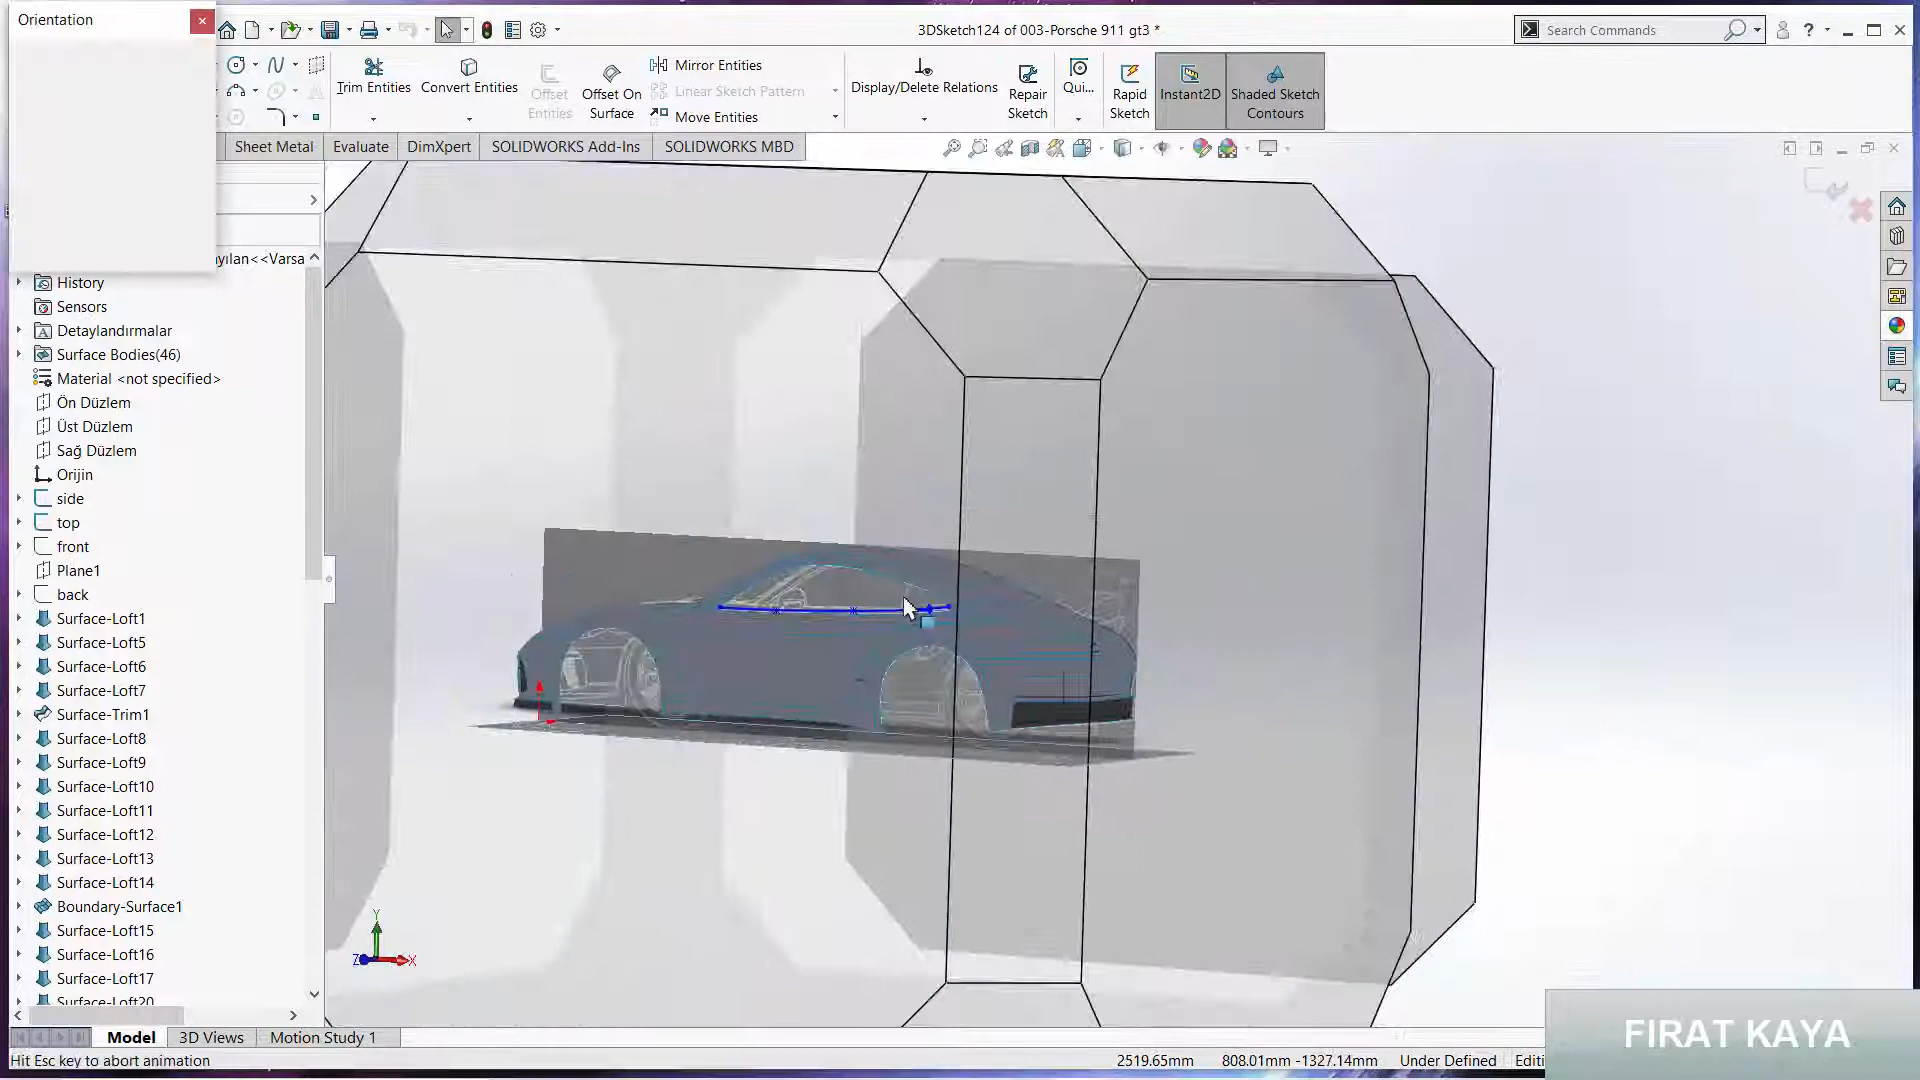 Orientation
3DSketch124 of 003-Porsche 911 gt3 *
Search Commands
Trim Entities
Convert Entities
Offset Entities
Offset On Surface
Mirror Entities
Linear Sketch Pattern
Move Entities
Display/Delete Relations
Repair Sketch
Qui...
Rapid Sketch
Instant2D
Shaded Sketch Contours
Sheet Metal
Evaluate
DimXpert
SOLIDWORKS Add-Ins
SOLIDWORKS MBD
ayılan<<Varsa
History
Sensors
Detaylandırmalar
Surface Bodies(46)
Material <not specified>
Ön Düzlem
Üst Düzlem
Sağ Düzlem
Orijin
side
top
front
Plane1
back
Surface-Loft1
Surface-Loft5
Surface-Loft6
Surface-Loft7
Surface-Trim1
Surface-Loft8
Surface-Loft9
Surface-Loft10
Surface-Loft11
Surface-Loft12
Surface-Loft13
Surface-Loft14
Boundary-Surface1
Surface-Loft15
Surface-Loft16
Surface-Loft17
Surface-Loft20
Y
Z
X
Model
3D Views
Motion Study 1
Hit Esc key to abort animation
2519.65mm
808.01mm -1327.14mm
Under Defined
Editi
FIRAT KAYA